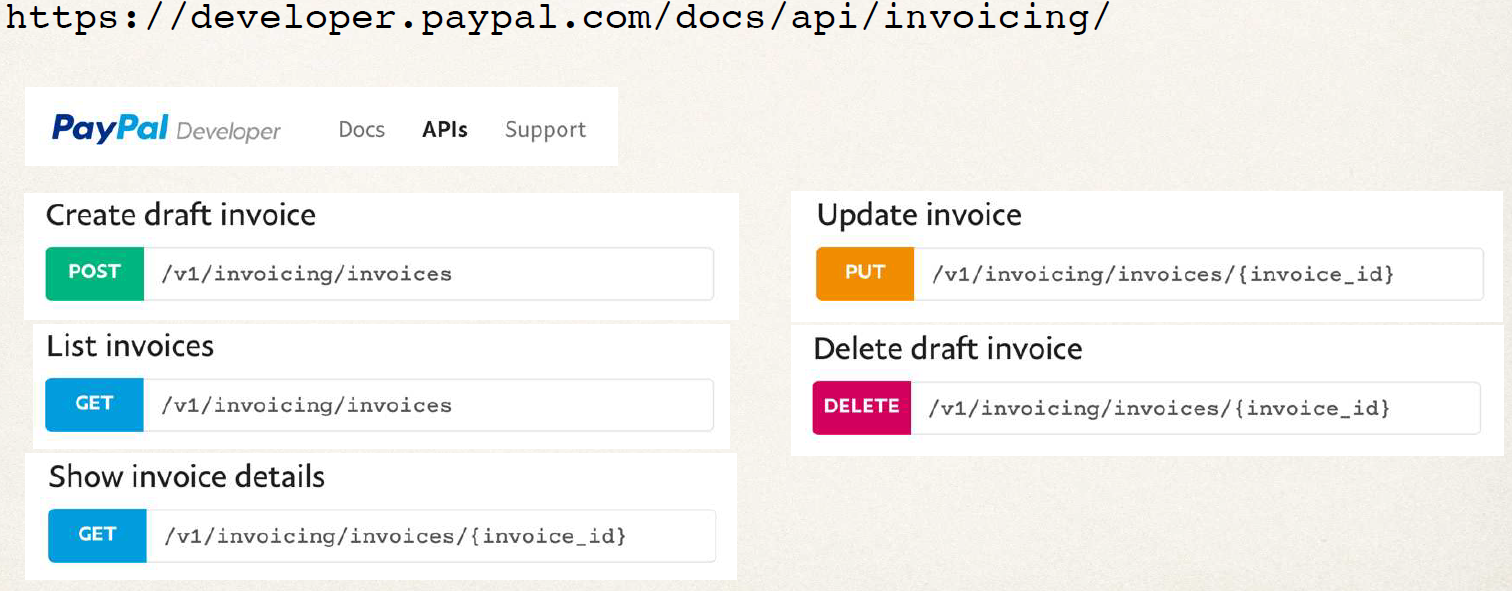 https://developer.paypal.com/docs/api/invoicing/
PayPal Developer Docs APIs Support
Create draft invoice
POST /v1/invoicing/invoices
List invoices
GET /v1/invoicing/invoices
Show invoice details
GET /v1/invoicing/invoices/{invoice_id}
Update invoice
PUT /v1/invoicing/invoices/{invoice_id}
Delete draft invoice
DELETE /v1/invoicing/invoices/{invoice_id}